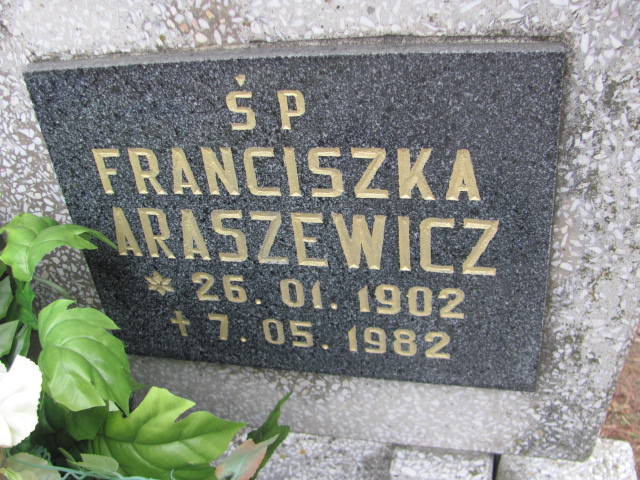 Ś P
FRANCISZKA
ARASZEWICZ
* 26. 01. 1902
† 7. 05. 1982